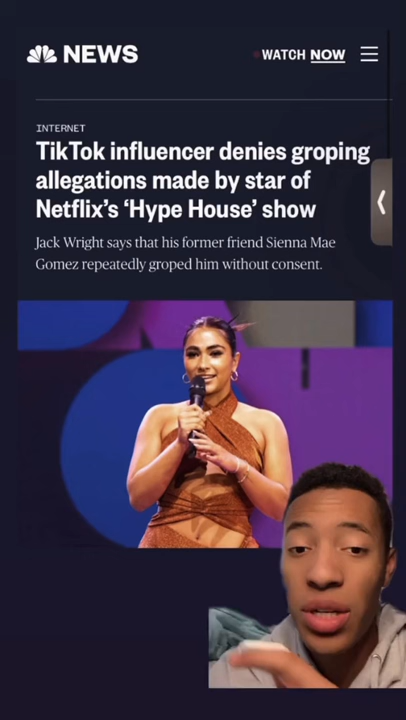 NEWS
WATCH NOW
INTERNET
TikTok influencer denies groping
allegations made by star of
Netflix’s ‘Hype House’ show
Jack Wright says that his former friend Sienna Mae
Gomez repeatedly groped him without consent.